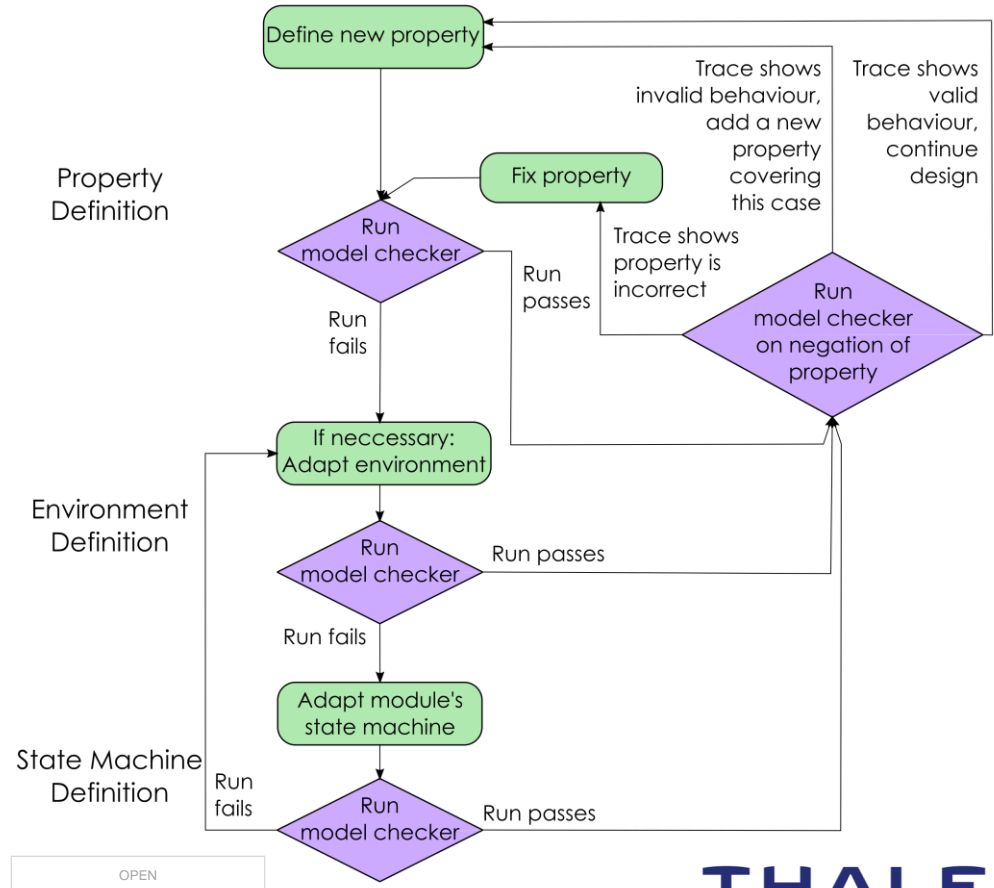 Define new property
Trace shows
invalid behaviour,
add a new
property
covering
this case
Trace shows
valid
behaviour,
continue
design
Property
Definition
Fix property
Run
model checker
Trace shows
property is
incorrect
Run
passes
Run
model checker
on negation of
property
Run
fails
If neccessary:
Adapt environment
Environment
Definition
Run
model checker
Run passes
Run fails
Adapt module's
state machine
State Machine
Definition
Run
fails
Run
model checker
Run passes
OPEN
THALE